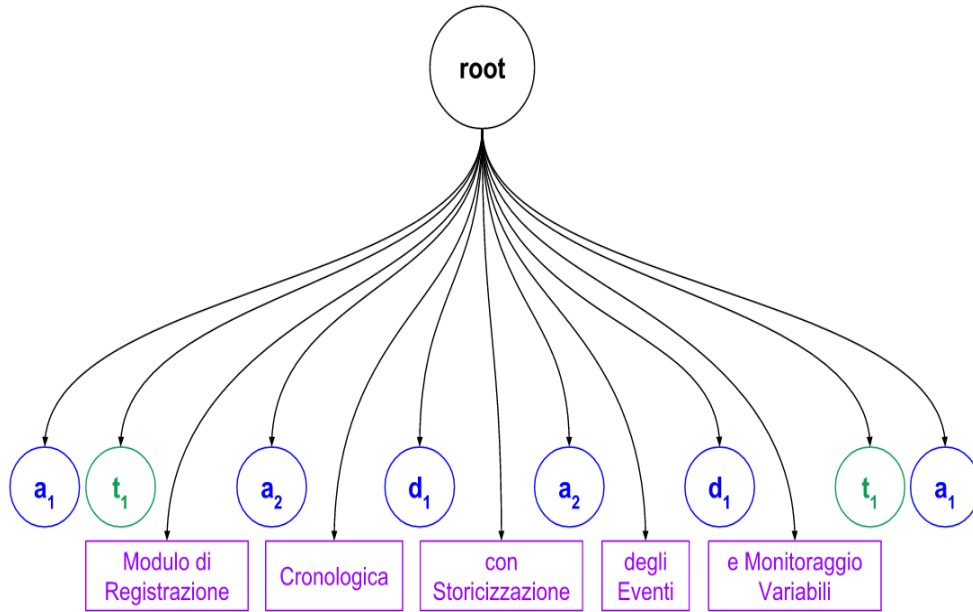 root
a₁ t₁ a₂ d₁ a₂ d₁ t₁ a₁
Modulo di
Registrazione
Cronologica
con
Storicizzazione
degli
Eventi
e Monitoraggio
Variabili